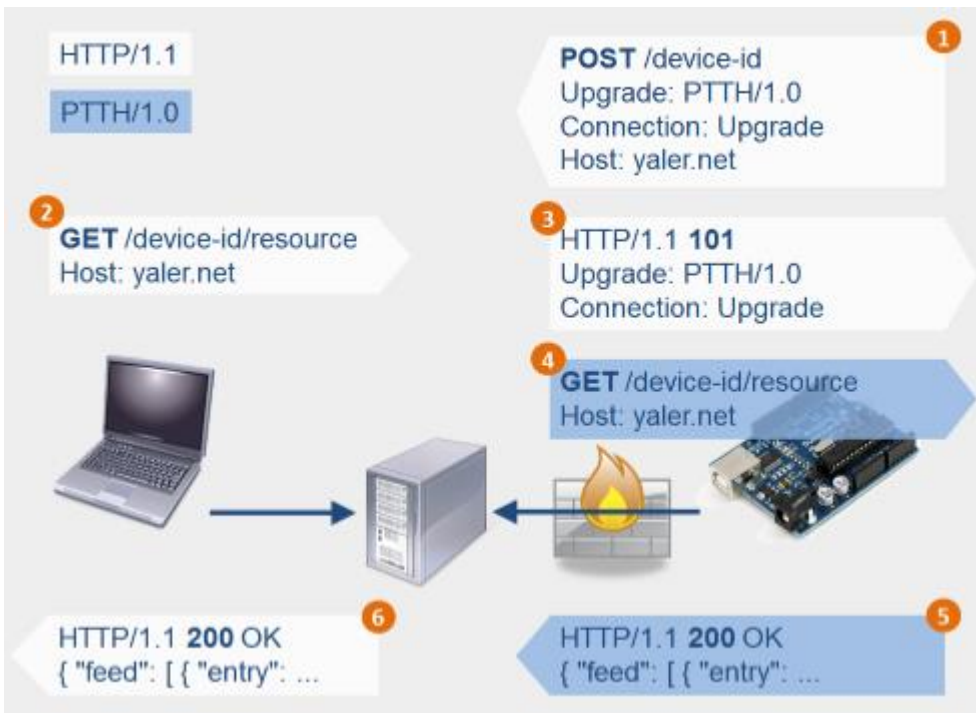 HTTP/1.1
PTTH/1.0
1
POST /device-id
Upgrade: PTTH/1.0
Connection: Upgrade
Host: yaler.net
2
GET /device-id/resource
Host: yaler.net
3
HTTP/1.1 101
Upgrade: PTTH/1.0
Connection: Upgrade
4
GET /device-id/resource
Host: yaler.net
6
HTTP/1.1 200 OK
{ "feed": [ { "entry": ...
5
HTTP/1.1 200 OK
{ "feed": [ { "entry": ...